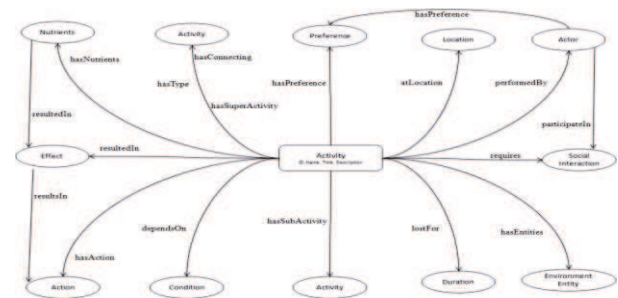 hasPreference
Nutrients
Activity
Preference
Location
Actor
hasNutrients
hasConnecting
hasType
hasPreference
atLocation
performedBy
hasSuperActivity
resultedIn
participateIn
Effect
resultedIn
Activity
ID, Name, Time, Description
requires
Social
Interaction
resultsIn
hasSubActivity
dependsOn
lostFor
hasEntities
hasAction
Action
Condition
Activity
Duration
Environment
Entity